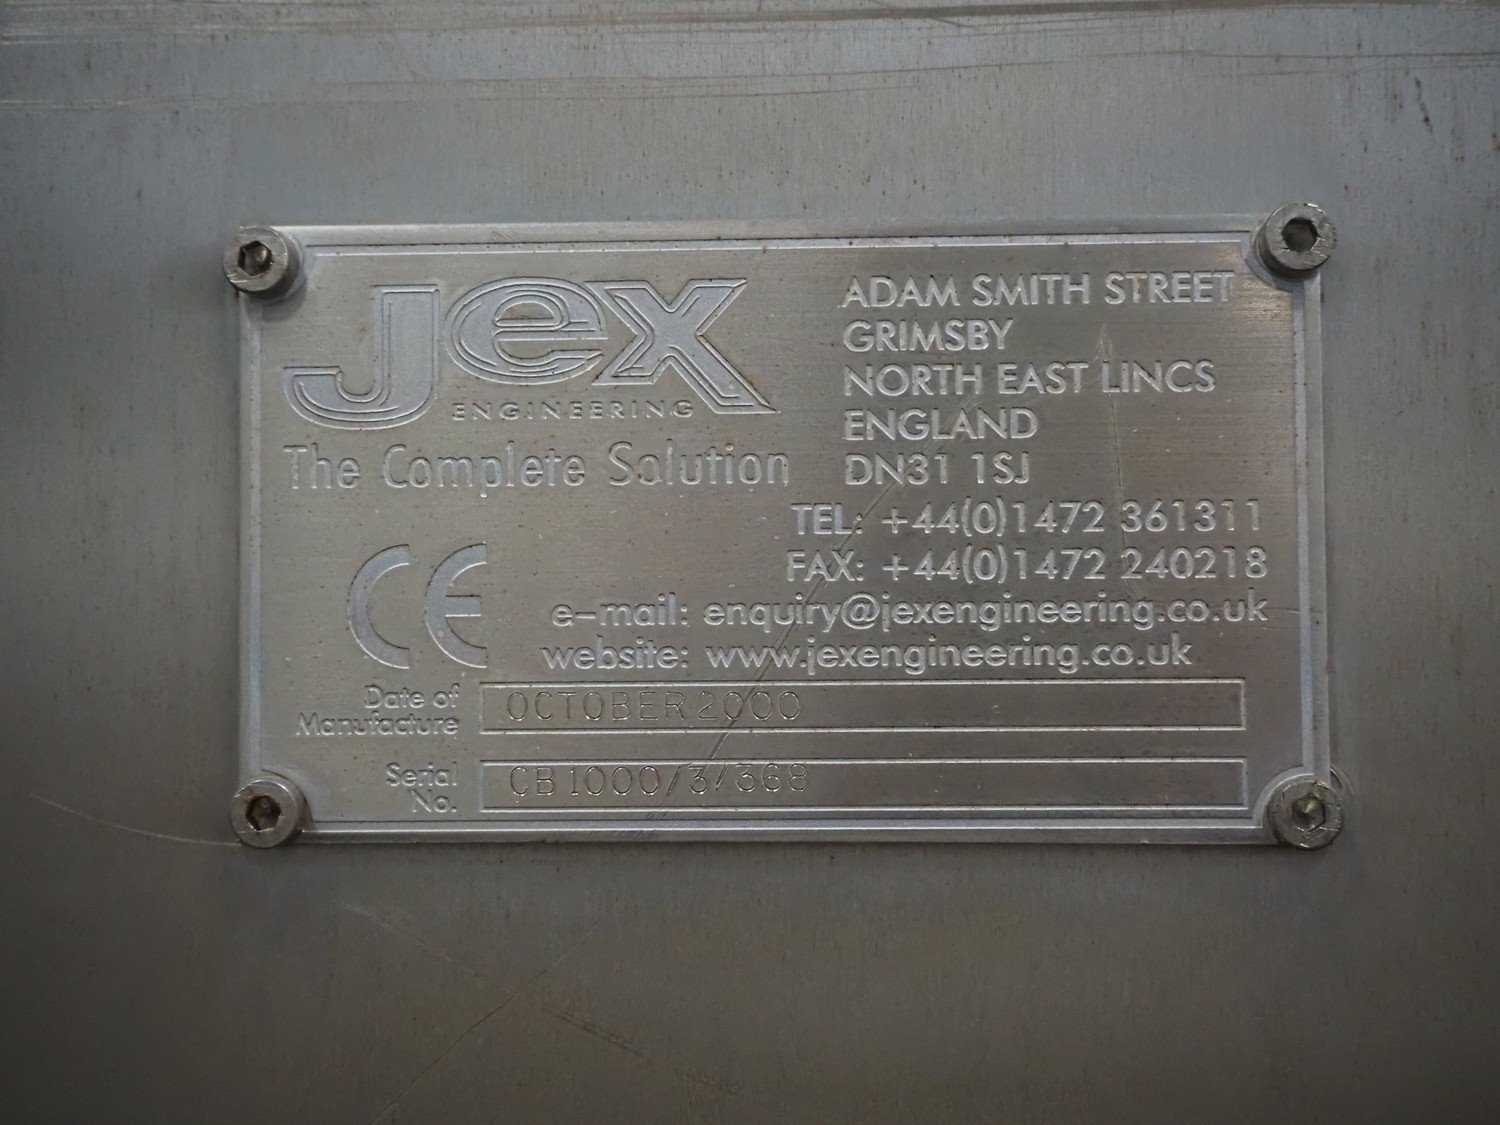 Jex
ENGINEERING
The Complete Solution
ADAM SMITH STREET
GRIMSBY
NORTH EAST LINCS
ENGLAND
DN31 1SJ
TEL: +44(0)1472 361311
FAX: +44(0)1472 240218
e-mail: enquiry@jexengineering.co.uk
website: www.jexengineering.co.uk
CE
Date of
Manufacture
OCTOBER 2000
Serial
No.
CB1000/3/368